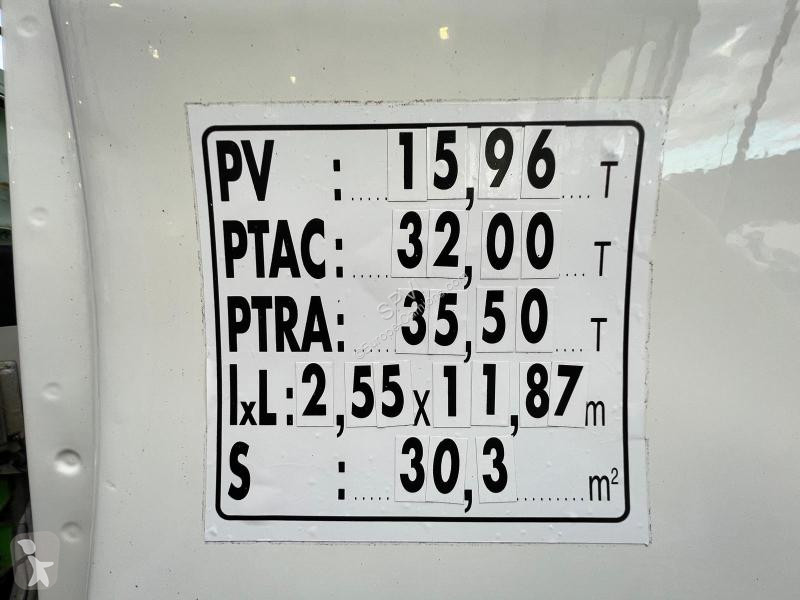 PV : 15,96 T
PTAC : 32,00 T
PTRA : 35,50 T
lxL : 2,55 x 11,87 m
S : 30,3 m²